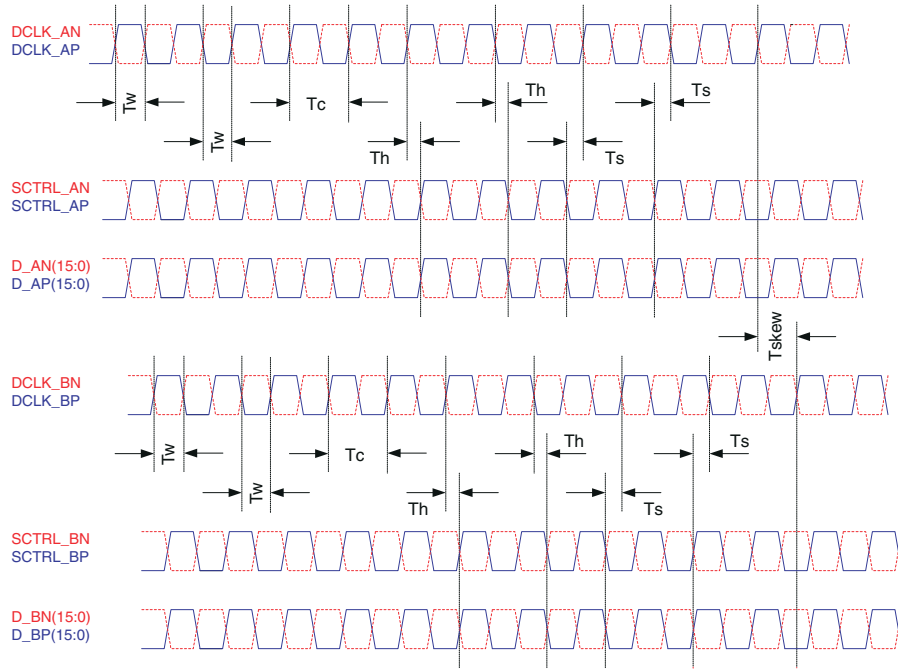 DCLK_AN
DCLK_AP
Tw
Tc
Th
Ts
Tw
Th
Ts
SCTRL_AN
SCTRL_AP
D_AN(15:0)
D_AP(15:0)
Tskew
DCLK_BN
DCLK_BP
Tw
Tc
Th
Ts
Tw
Th
Ts
SCTRL_BN
SCTRL_BP
D_BN(15:0)
D_BP(15:0)